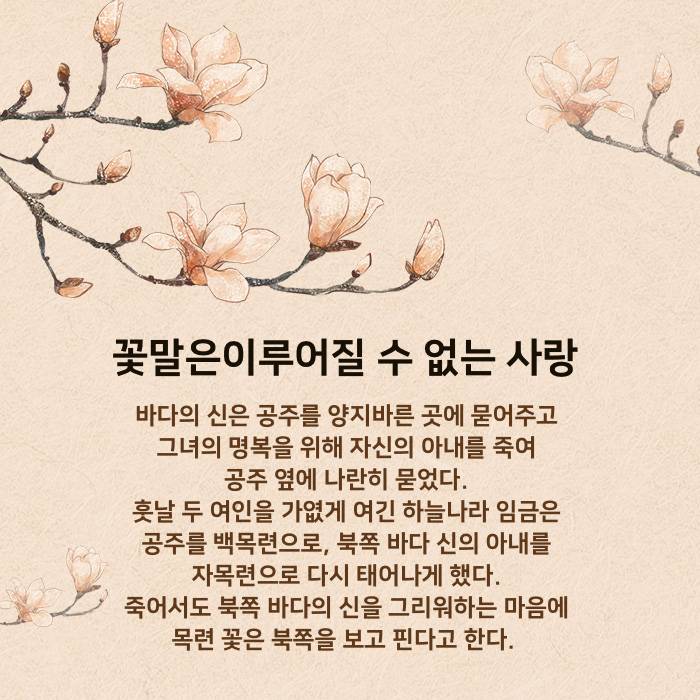 꽃말은이루어질 수 없는 사랑
바다의 신은 공주를 양지바른 곳에 묻어주고
그녀의 명복을 위해 자신의 아내를 죽여
공주 옆에 나란히 묻었다.
훗날 두 여인을 가엾게 여긴 하늘나라 임금은
공주를 백목련으로, 북쪽 바다 신의 아내를
자목련으로 다시 태어나게 했다.
죽어서도 북쪽 바다의 신을 그리워하는 마음에
목련 꽃은 북쪽을 보고 핀다고 한다.